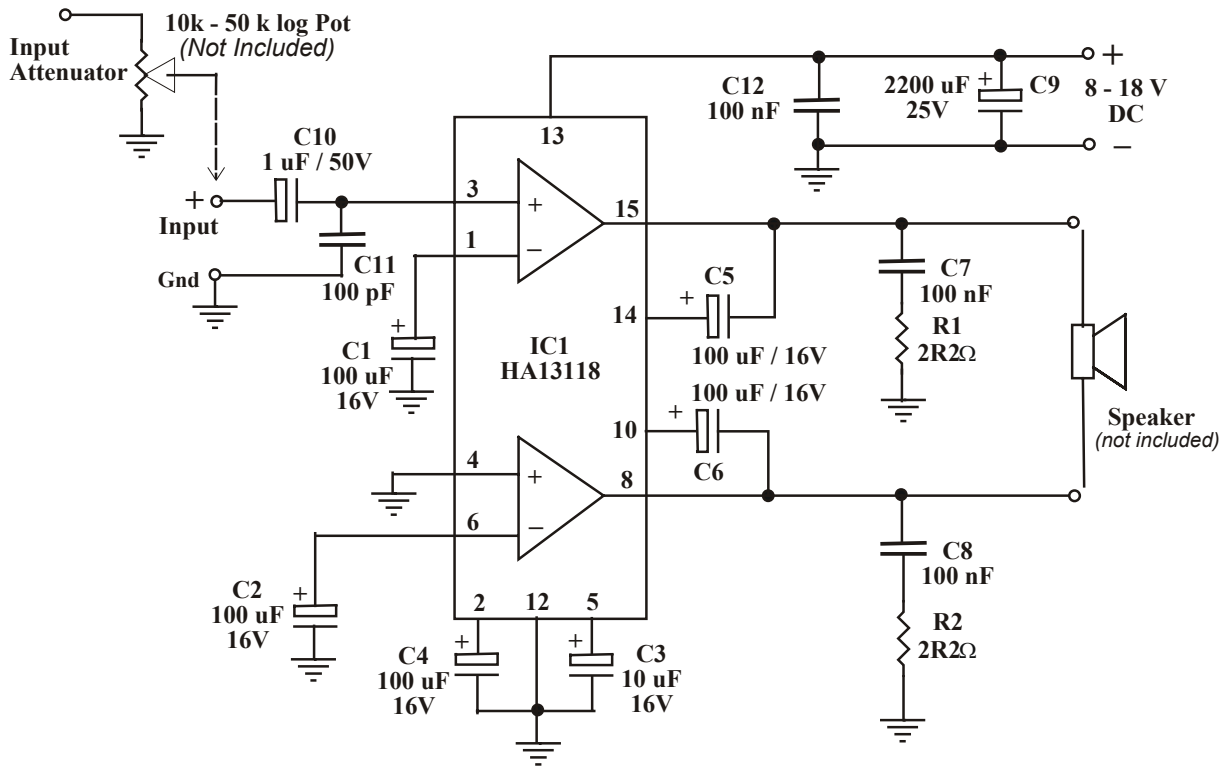 10k - 50 k log Pot
(Not Included)
Input
Attenuator
C10
1 uF / 50V
+
Input
Gnd
C11
100 pF
C1
+
100 uF
16V
C2
+
100 uF
16V
13
3
+
1
−
15
14
IC1
HA13118
10
4
+
8
6
−
2
12
5
C4
+
100 uF
16V
+
C3
10 uF
16V
C12
100 nF
2200 uF
25V
+
C9
+
8 - 18 V
DC
−
C5
+
100 uF / 16V
100 uF / 16V
+
C6
C7
100 nF
R1
2R2Ω
Speaker
(not included)
C8
100 nF
R2
2R2Ω